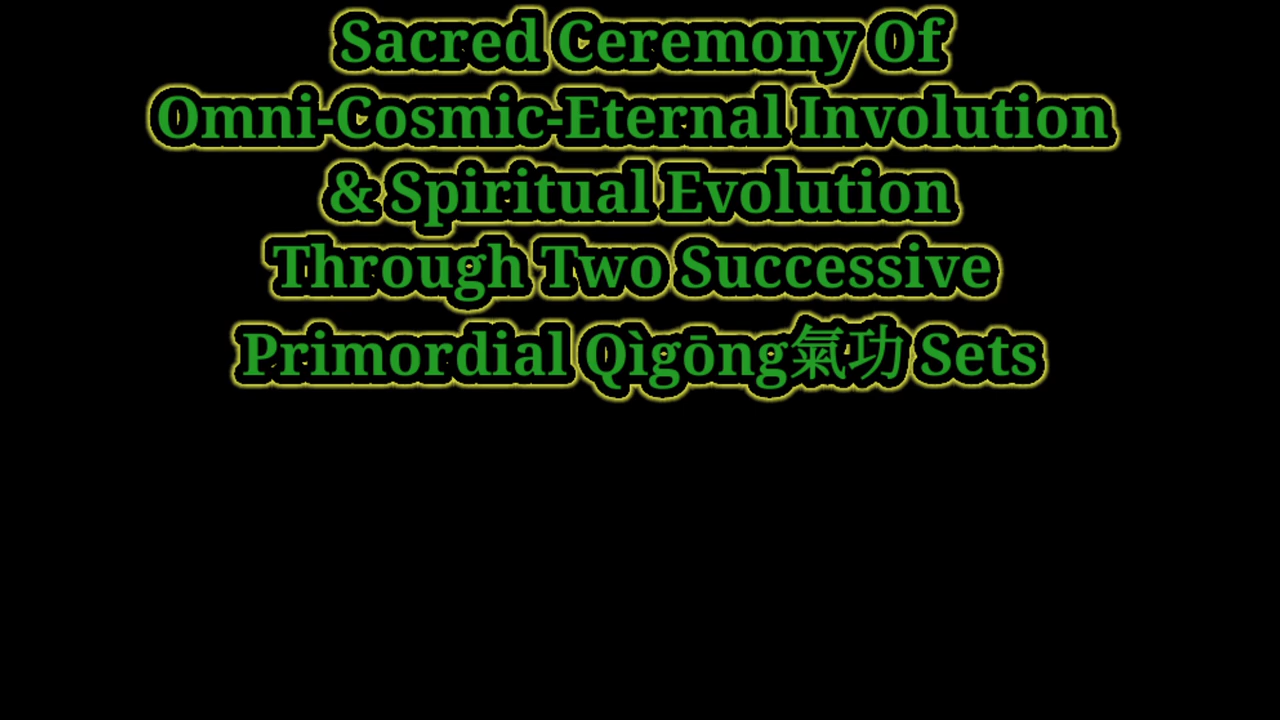 Sacred Ceremony Of
Omni-Cosmic-Eternal Involution
& Spiritual Evolution
Through Two Successive
Primordial Qìgōng氣功 Sets